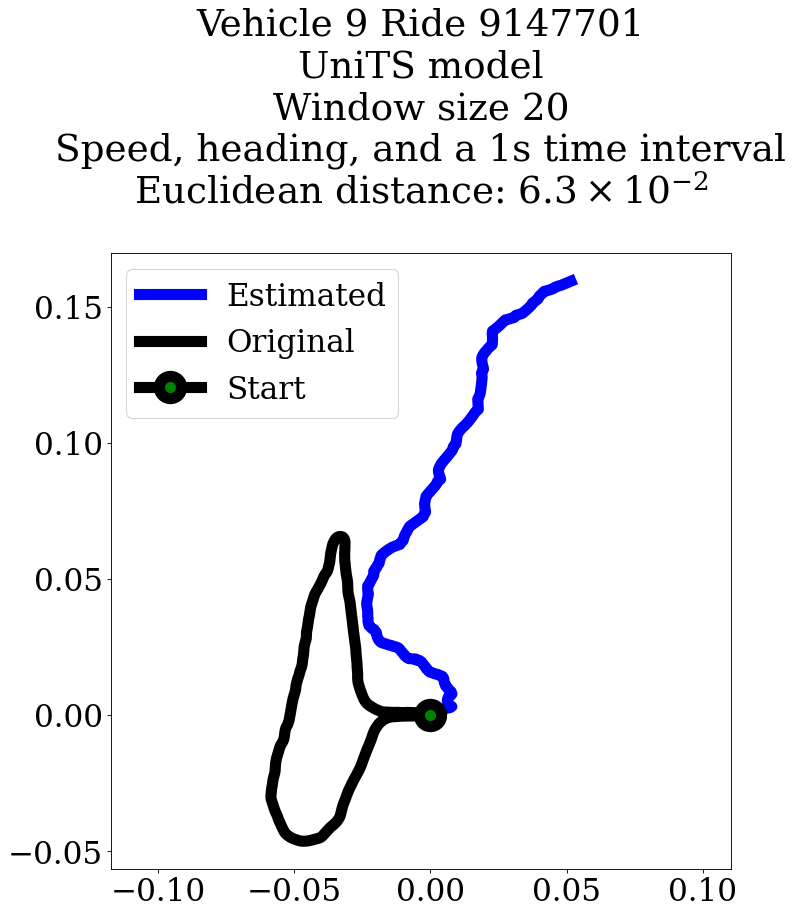 Vehicle 9 Ride 9147701
UniTS model
Window size 20
Speed, heading, and a 1s time interval
Euclidean distance: 6.3 × 10⁻²
Estimated
Original
Start
0.15
0.10
0.05
0.00
−0.05
−0.10 −0.05 0.00 0.05 0.10